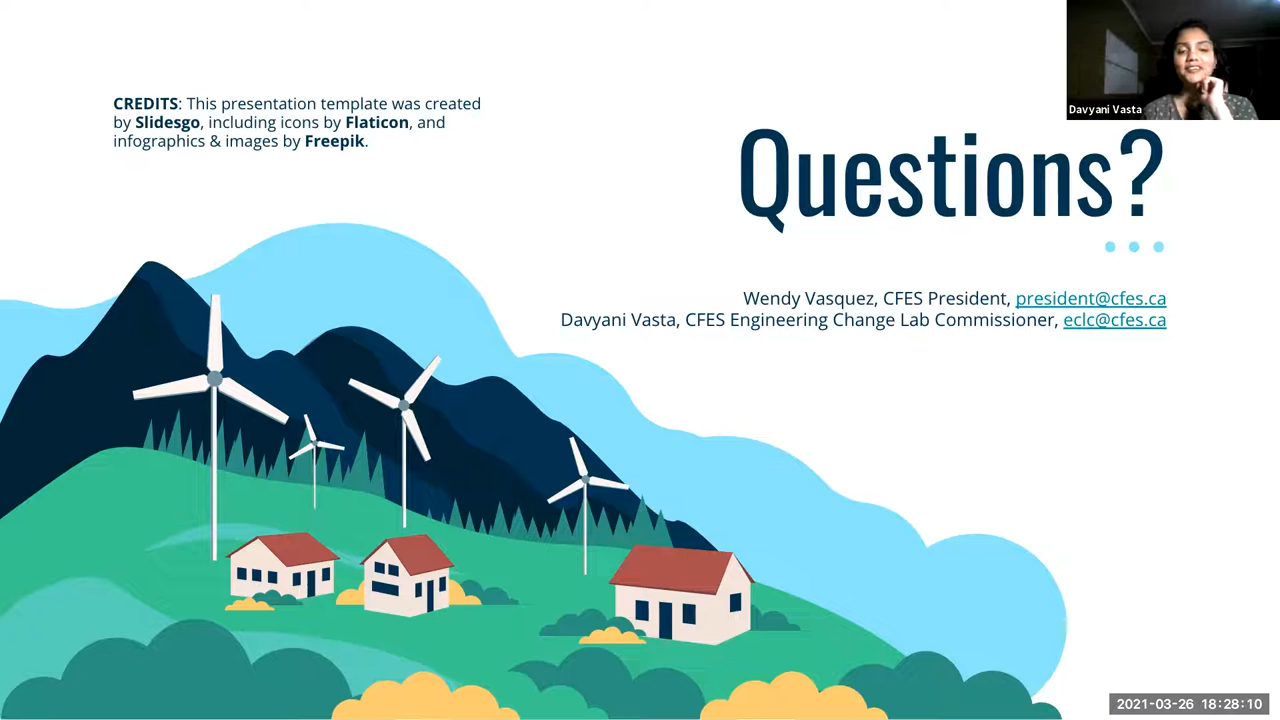 Davyani Vasta
CREDITS: This presentation template was created
by Slidesgo, including icons by Flaticon, and
infographics & images by Freepik.
Questions?
Wendy Vasquez, CFES President, president@cfes.ca
Davyani Vasta, CFES Engineering Change Lab Commissioner, eclc@cfes.ca
2021-03-26 18:28:10